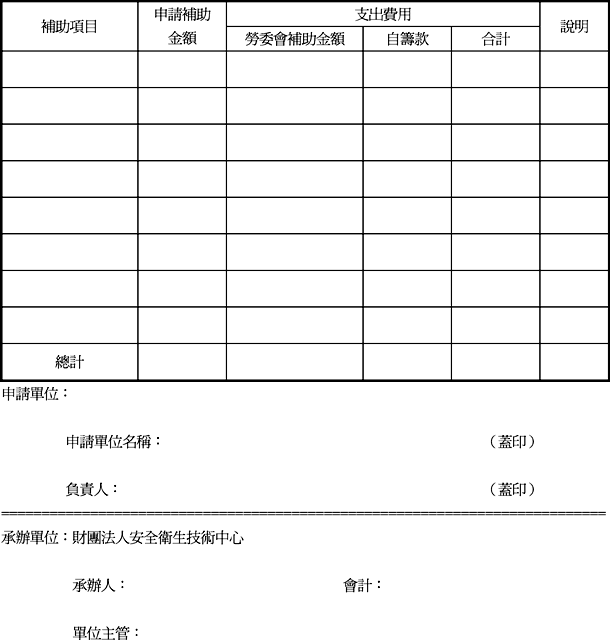 補助項目 申請補助金額 支出費用 說明
勞委會補助金額 自籌款 合計
總計
申請單位：
申請單位名稱： （蓋印）
負責人： （蓋印）
承辦單位：財團法人安全衛生技術中心
承辦人： 會計：
單位主管：